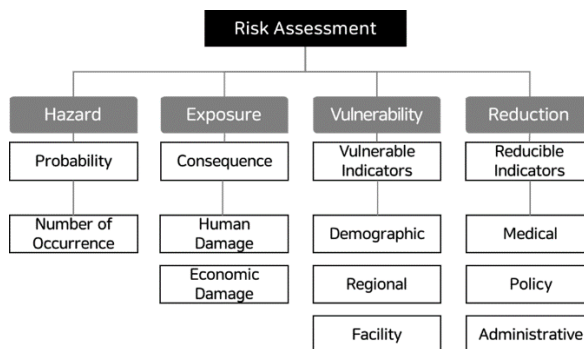 Risk Assessment
Hazard
Exposure
Vulnerability
Reduction
Probability
Consequence
Vulnerable
Indicators
Reducible
Indicators
Number of
Occurrence
Human
Damage
Demographic
Medical
Economic
Damage
Regional
Policy
Facility
Administrative